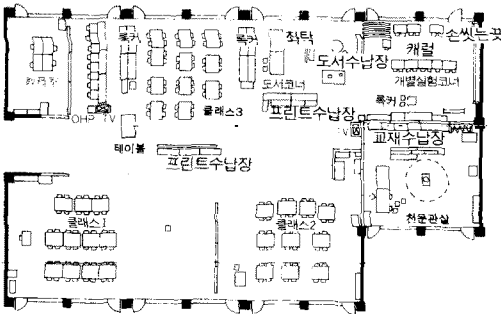 록커
록커
좌탁
손씻는곳
캐럴
도서수납장
도서코너
개별실험코너
클래스3
프린트수납장
록커
OHP
TV
테이블
프린트수납장
교재수납장
클래스1
클래스2
천문관실